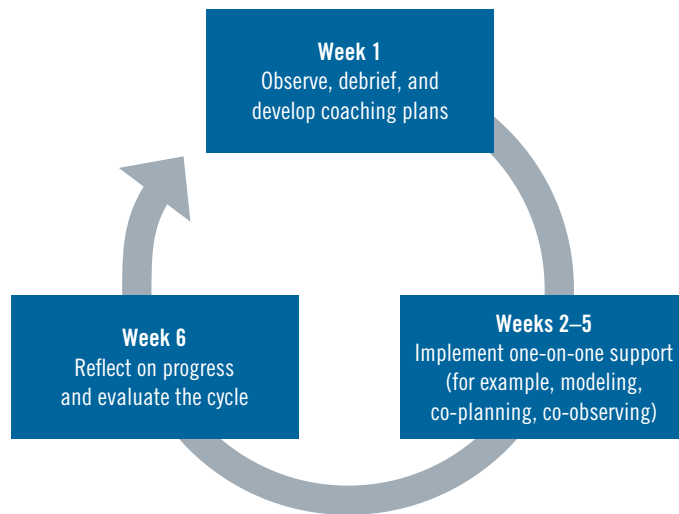 Week 1
Observe, debrief, and
develop coaching plans
Weeks 2–5
Implement one-on-one support
(for example, modeling,
co-planning, co-observing)
Week 6
Reflect on progress
and evaluate the cycle